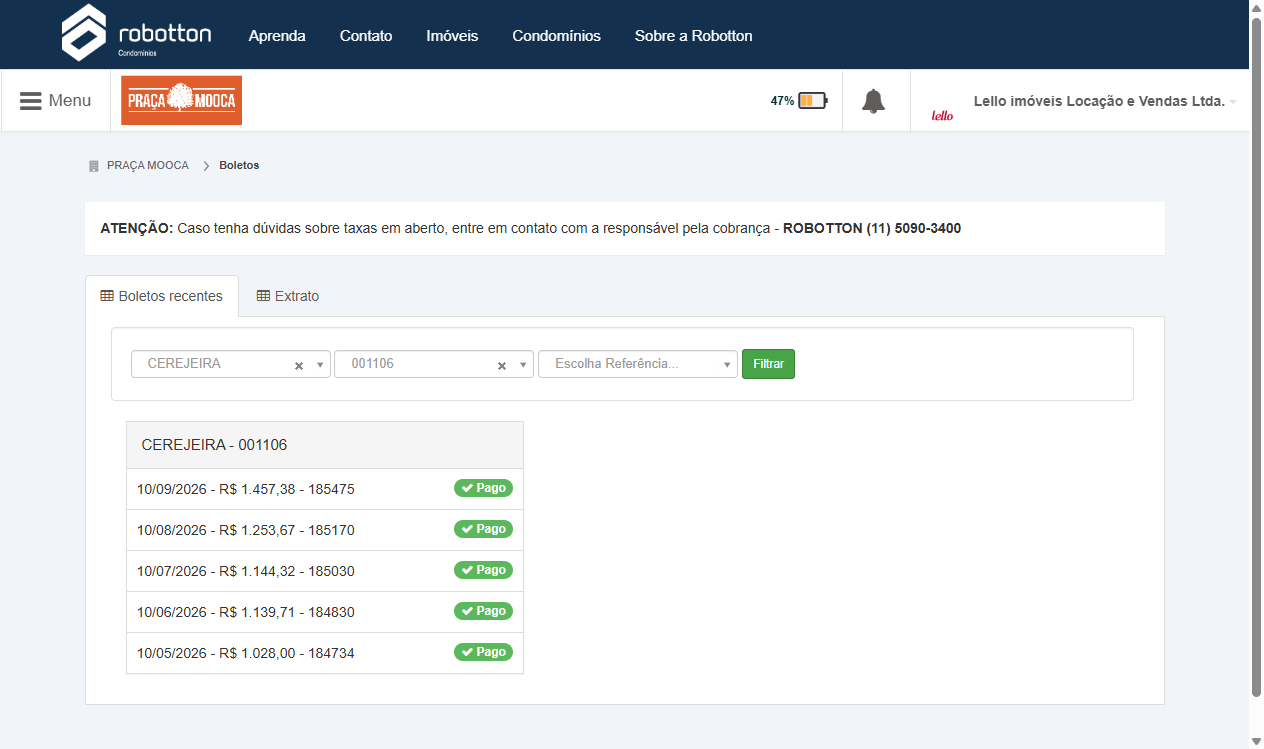 robotton
Condomínios
Aprenda
Contato
Imóveis
Condomínios
Sobre a Robotton
Menu
PRAÇA MOOCA
47%
lello
Lello imóveis Locação e Vendas Ltda.
PRAÇA MOOCA
Boletos
ATENÇÃO: Caso tenha dúvidas sobre taxas em aberto, entre em contato com a responsável pela cobrança - ROBOTTON (11) 5090-3400
Boletos recentes
Extrato
CEREJEIRA
001106
Escolha Referência...
Filtrar
CEREJEIRA - 001106
10/09/2026 - R$ 1.457,38 - 185475 Pago
10/08/2026 - R$ 1.253,67 - 185170 Pago
10/07/2026 - R$ 1.144,32 - 185030 Pago
10/06/2026 - R$ 1.139,71 - 184830 Pago
10/05/2026 - R$ 1.028,00 - 184734 Pago